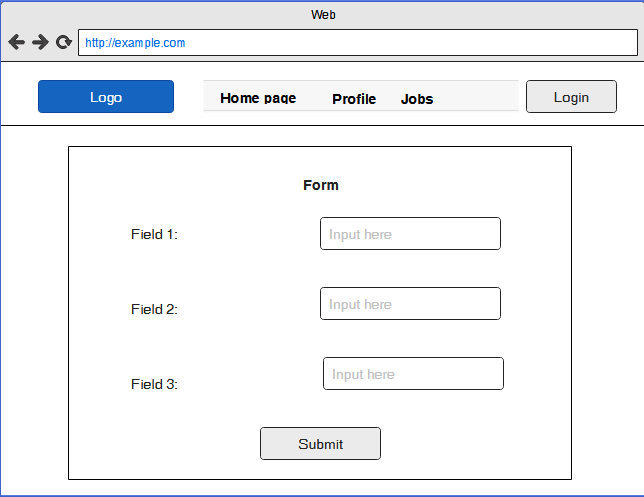 Web
http://example.com
Logo
Home page Profile Jobs
Login
Form
Field 1: Input here
Field 2: Input here
Field 3: Input here
Submit